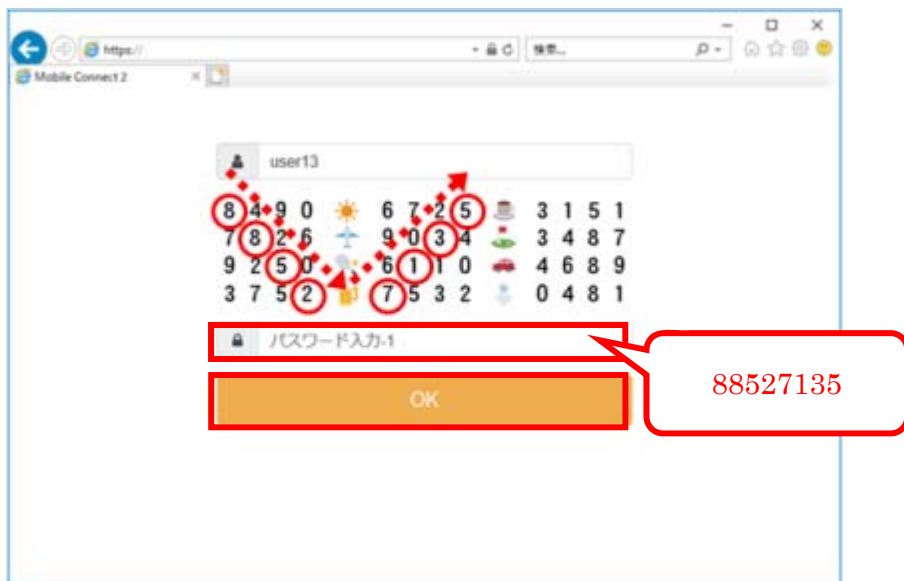 https://
検索...
Mobile Connect 2
user13
8 4 9 0 6 7 2 5 3 1 5 1
7 8 2 6 9 0 3 4 3 4 8 7
9 2 5 0 6 1 1 0 4 6 8 9
3 7 5 2 7 5 3 2 0 4 8 1
パスワード入力-1
88527135
OK